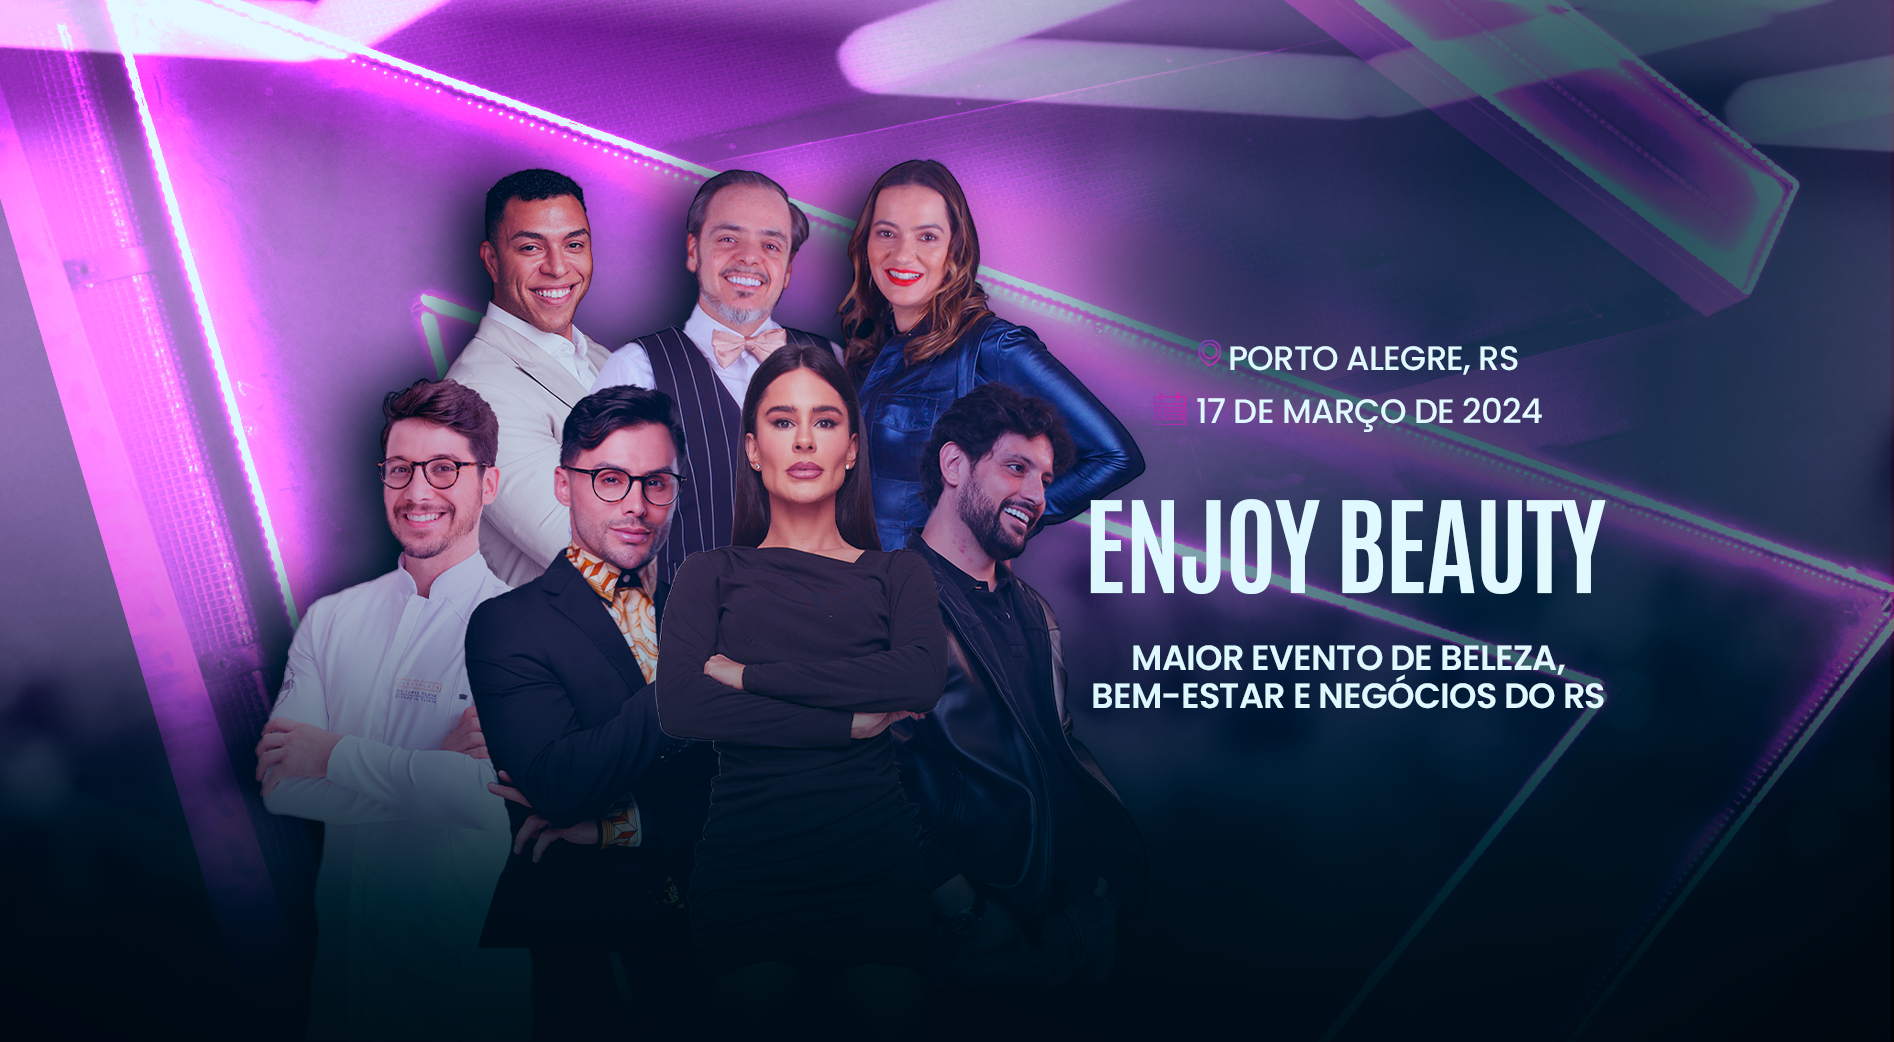 PORTO ALEGRE, RS
17 DE MARÇO DE 2024
ENJOY BEAUTY
MAIOR EVENTO DE BELEZA,
BEM-ESTAR E NEGÓCIOS DO RS